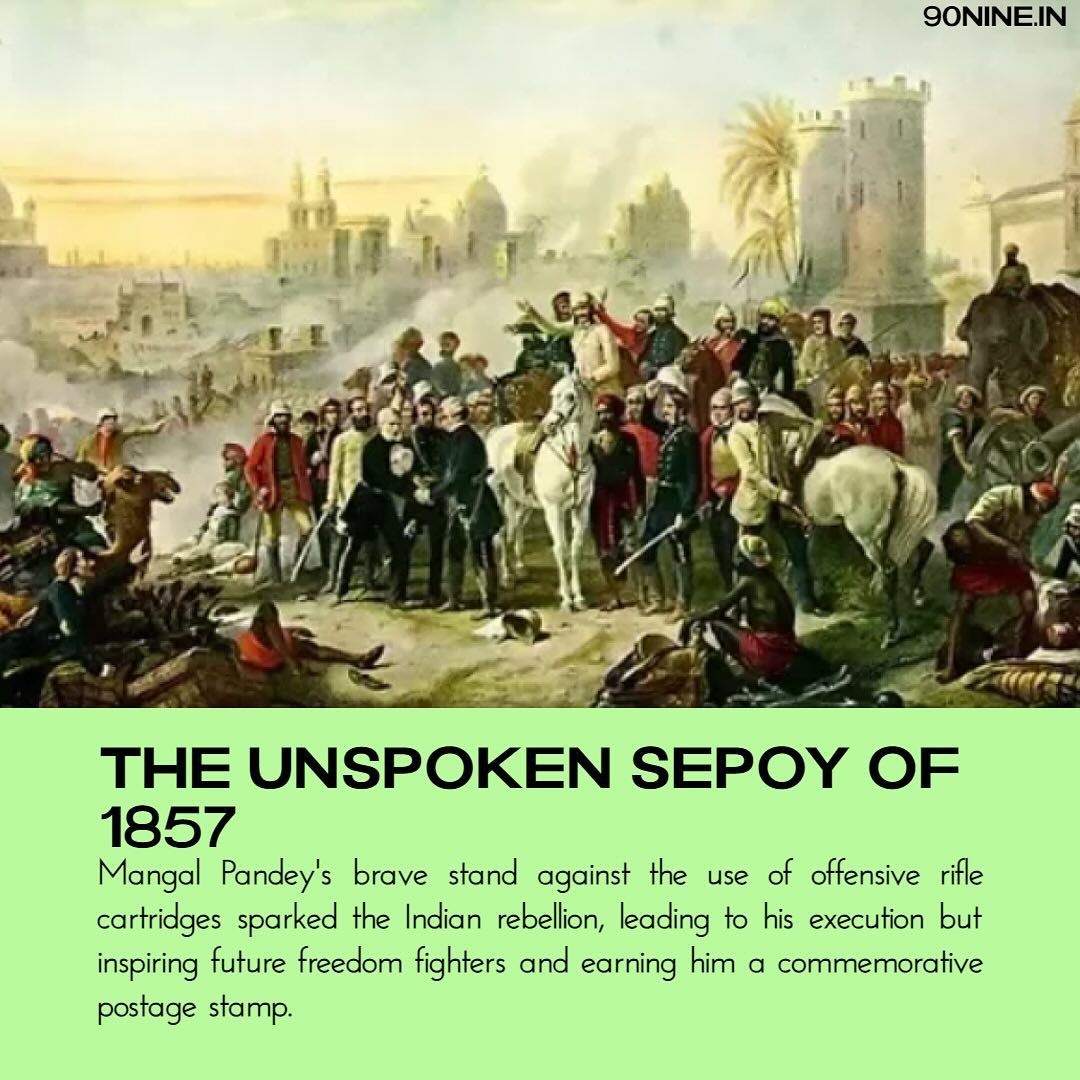 90NINE.IN
THE UNSPOKEN SEPOY OF
1857
Mangal Pandey's brave stand against the use of offensive rifle
cartridges sparked the Indian rebellion, leading to his execution but
inspiring future freedom fighters and earning him a commemorative
postage stamp.